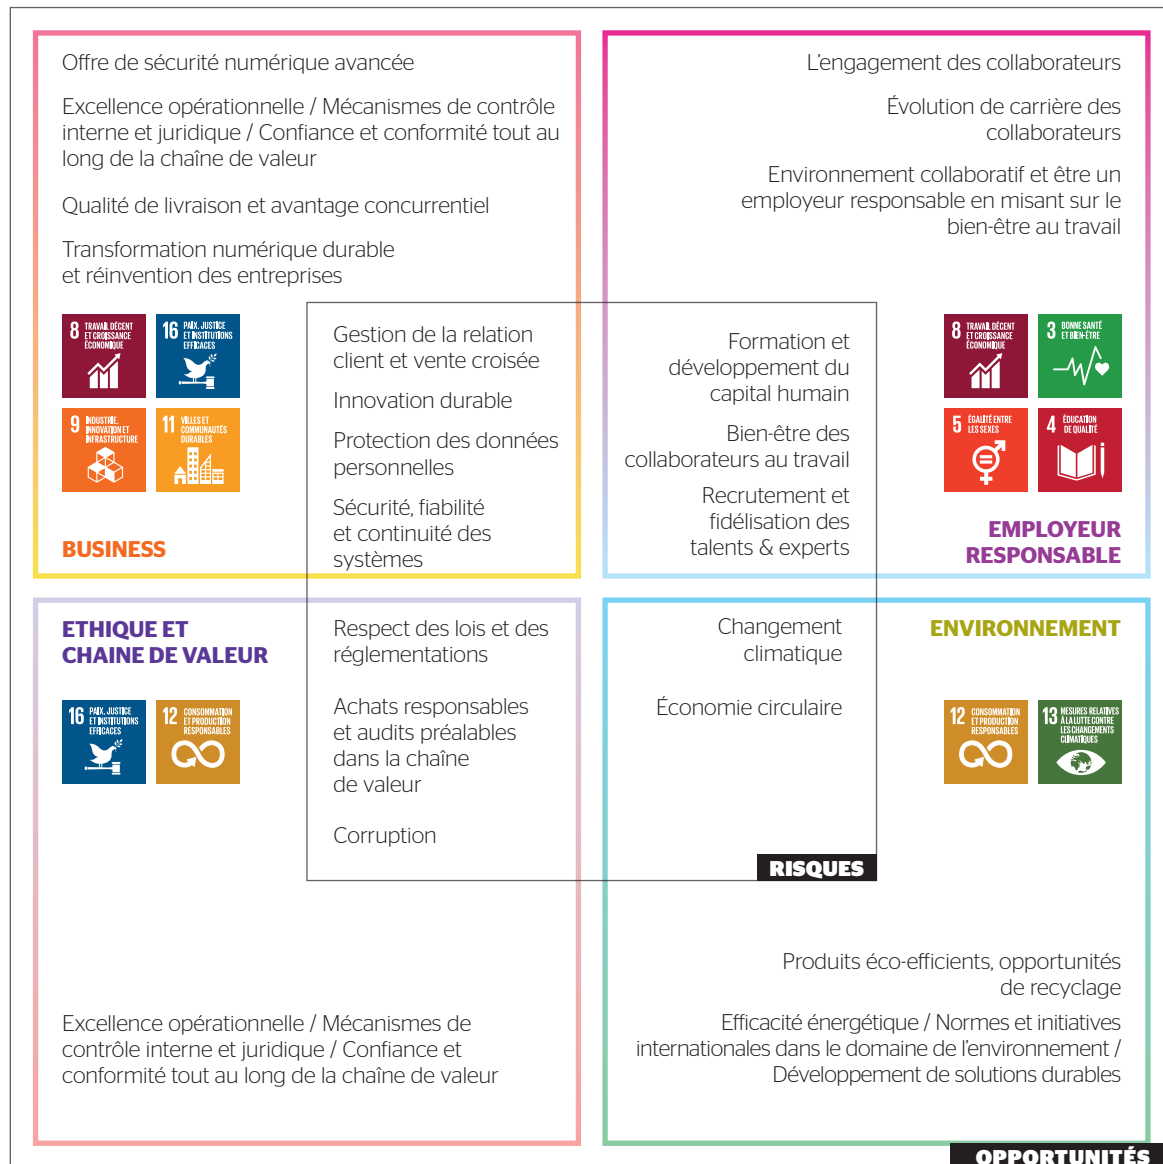 Offre de sécurité numérique avancée
Excellence opérationnelle / Mécanismes de contrôle
interne et juridique / Confiance et conformité tout au
long de la chaîne de valeur
Qualité de livraison et avantage concurrentiel
Transformation numérique durable
et réinvention des entreprises
8 TRAVAIL DÉCENT
ET CROISSANCE
ÉCONOMIQUE
16 PAIX, JUSTICE
ET INSTITUTIONS
EFFICACES
9 INDUSTRIE,
INNOVATION ET
INFRASTRUCTURE
11 VILLES ET
COMMUNAUTÉS
DURABLES
BUSINESS
Gestion de la relation
client et vente croisée
Innovation durable
Protection des données
personnelles
Sécurité, fiabilité
et continuité des
systèmes
L'engagement des collaborateurs
Évolution de carrière des
collaborateurs
Environnement collaboratif et être un
employeur responsable en misant sur le
bien-être au travail
Formation et
développement du
capital humain
Bien-être des
collaborateurs au travail
Recrutement et
fidélisation des
talents & experts
8 TRAVAIL DÉCENT
ET CROISSANCE
ÉCONOMIQUE
3 BONNE SANTÉ
ET BIEN-ÊTRE
5 ÉGALITÉ ENTRE
LES SEXES
4 ÉDUCATION
DE QUALITÉ
EMPLOYEUR
RESPONSABLE
ETHIQUE ET
CHAINE DE VALEUR
16 PAIX, JUSTICE
ET INSTITUTIONS
EFFICACES
12 CONSOMMATION
ET PRODUCTION
RESPONSABLES
Respect des lois et des
réglementations
Achats responsables
et audits préalables
dans la chaîne
de valeur
Corruption
Excellence opérationnelle / Mécanismes de
contrôle interne et juridique / Confiance et
conformité tout au long de la chaîne de valeur
Changement
climatique
Économie circulaire
ENVIRONNEMENT
12 CONSOMMATION
ET PRODUCTION
RESPONSABLES
13 MESURES RELATIVES
À LA LUTTE CONTRE
LES CHANGEMENTS
CLIMATIQUES
RISQUES
Produits éco-efficients, opportunités
de recyclage
Efficacité énergétique / Normes et initiatives
internationales dans le domaine de l'environnement /
Développement de solutions durables
OPPORTUNITÉS